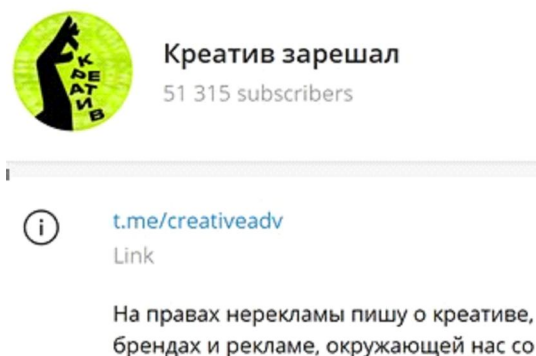 КРЕАТИВ
Креатив зарешал
51 315 subscribers
t.me/creativeadv
Link
На правах нерекламы пишу о креативе,
брендах и рекламе, окружающей нас со